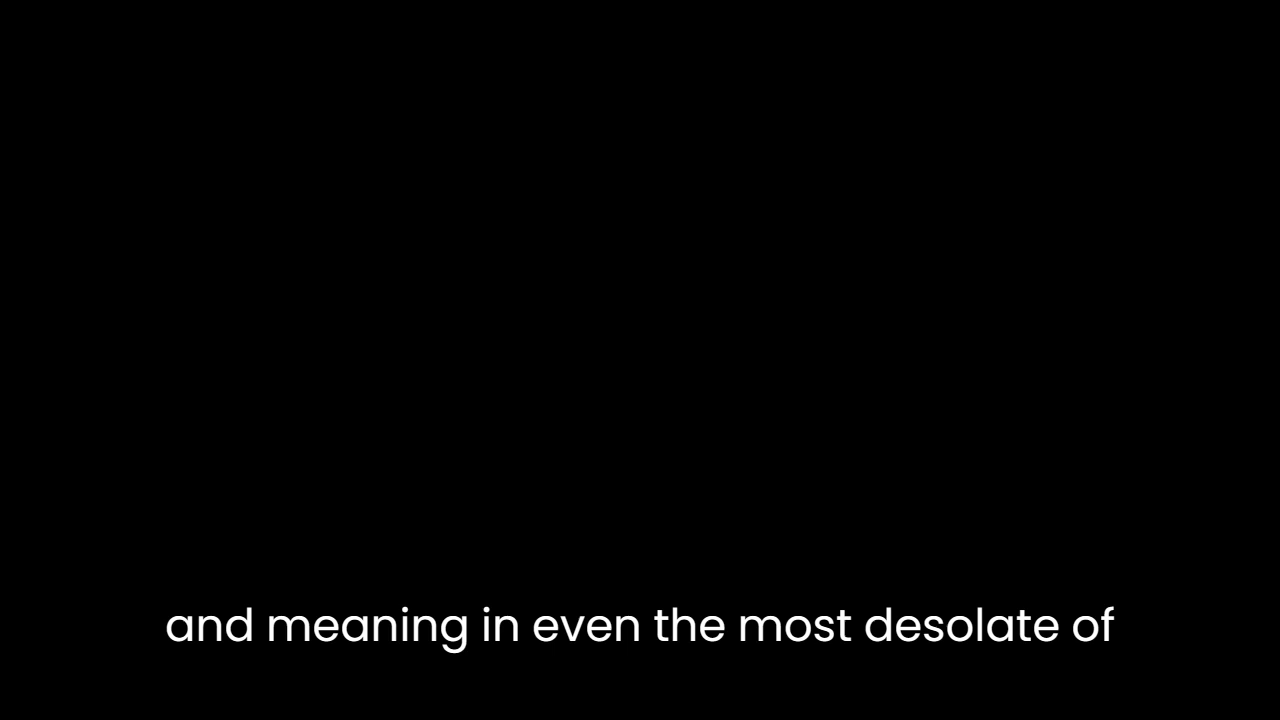 and meaning in even the most desolate of